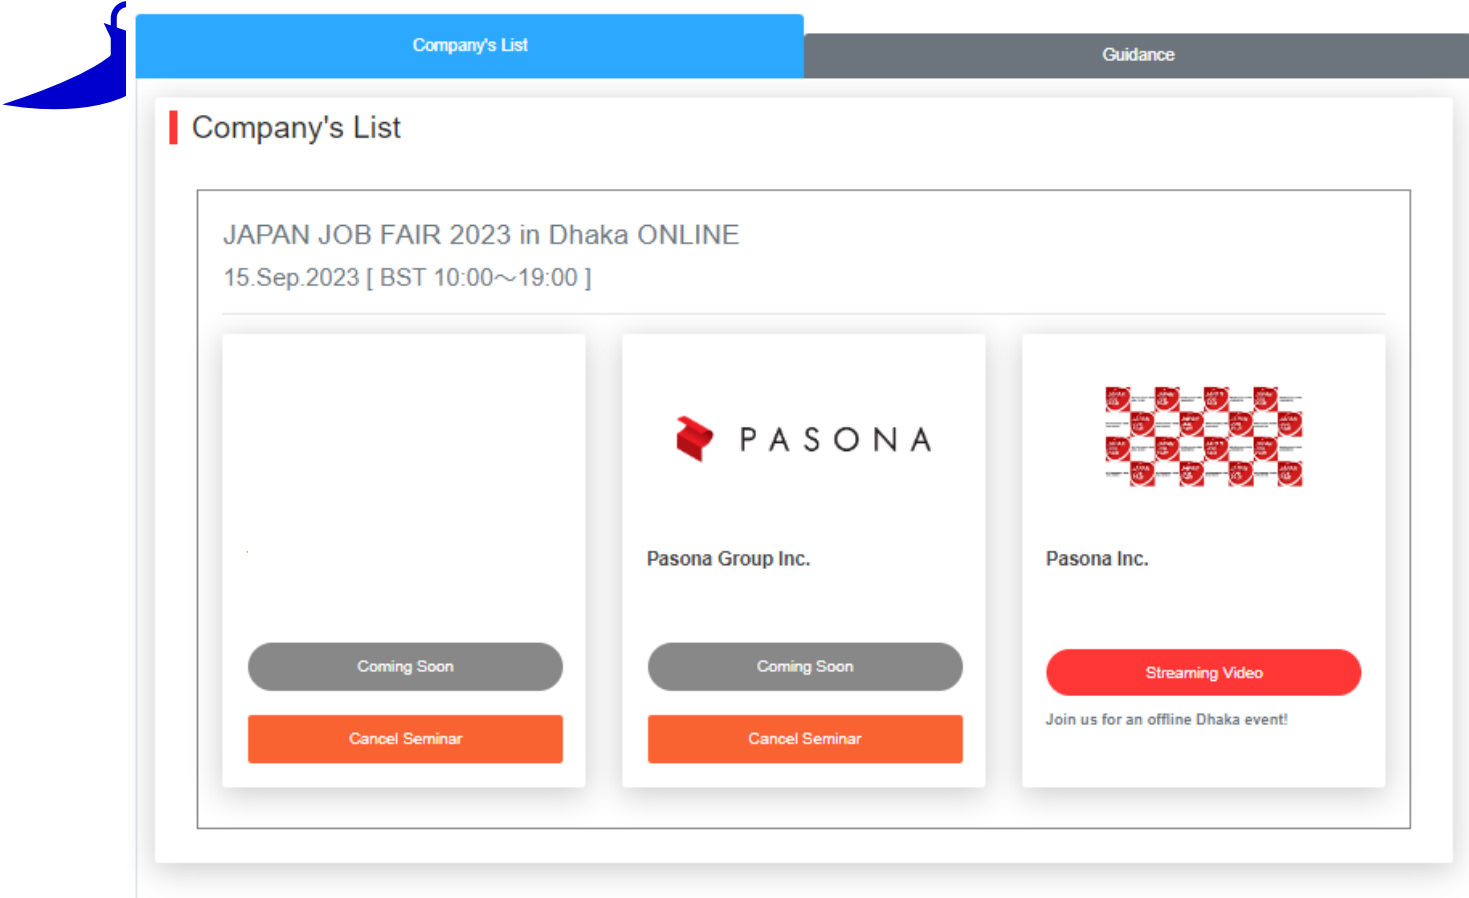 Company's List
Guidance
Company's List
JAPAN JOB FAIR 2023 in Dhaka ONLINE
15.Sep.2023 [ BST 10:00～19:00 ]
PASONA
Pasona Group Inc.
Pasona Inc.
Coming Soon
Coming Soon
Streaming Video
Join us for an offline Dhaka event!
Cancel Seminar
Cancel Seminar